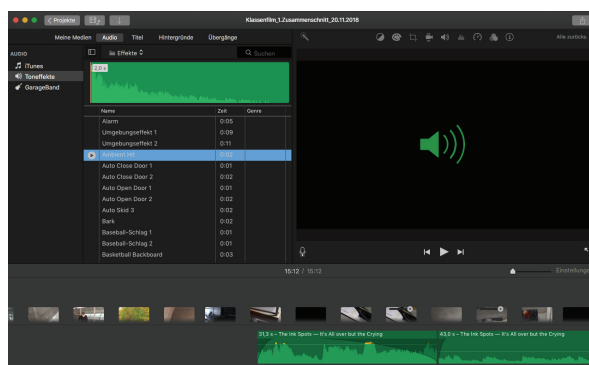 Projekte
Klassenfilm_1.Zusammenschnitt_20.11.2018
Meine Medien Audio Titel Hintergründe Übergänge
Alle zurücks.
AUDIO
Effekte
Suchen
iTunes
Toneffekte
GarageBand
2,0 s
Name Zeit Genre
Alarm 0:05
Umgebungseffekt 1 0:09
Umgebungseffekt 2 0:11
Ambient Hit 0:02
Auto Close Door 1 0:01
Auto Close Door 2 0:02
Auto Open Door 1 0:01
Auto Open Door 2 0:02
Auto Skid 3 0:02
Bark 0:02
Baseball-Schlag 1 0:01
Baseball-Schlag 2 0:01
Basketball Backboard 0:03
15:12 / 15:12
Einstellunge
31,3 s – The Ink Spots — It's All over but the Crying
43,0 s – The Ink Spots — It's All over but the Crying